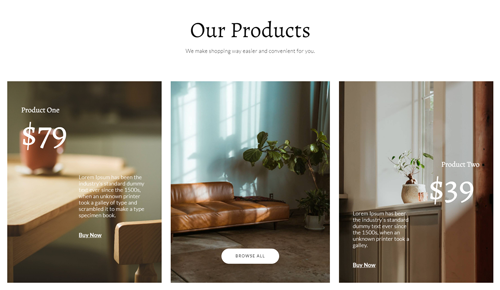 Our Products
We make shopping way easier and convenient for you.
Product One
$79
Lorem Ipsum has been
the industry's standard dummy
text ever since the 1500s,
when an unknown printer
took a galley of type and
scrambled it to make a type
specimen book.
Buy Now
BROWSE ALL
Product Two
$39
Lorem Ipsum has been
the industry's standard dummy
text ever since
the 1500s, when an
unknown printer took a
galley of type
Buy Now